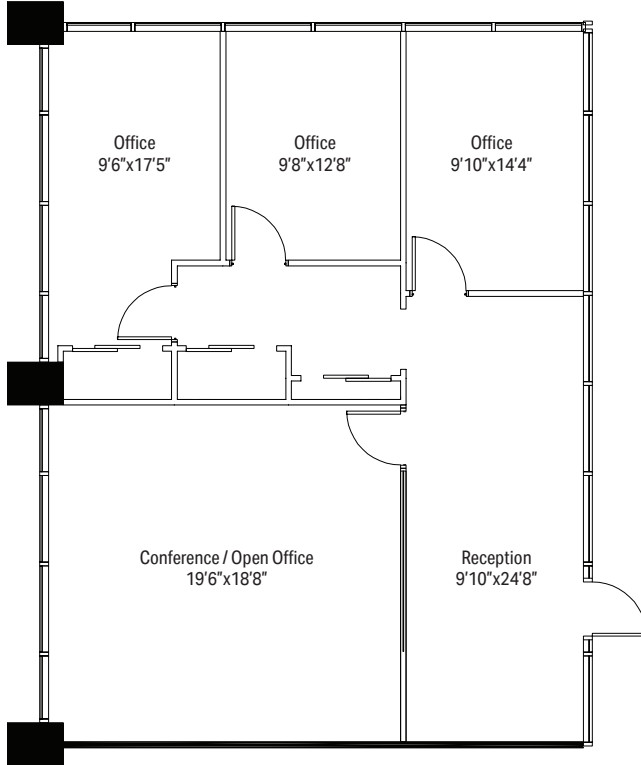 Office
9'6"x17'5"
Office
9'8"x12'8"
Office
9'10"x14'4"
Conference / Open Office
19'6"x18'8"
Reception
9'10"x24'8"